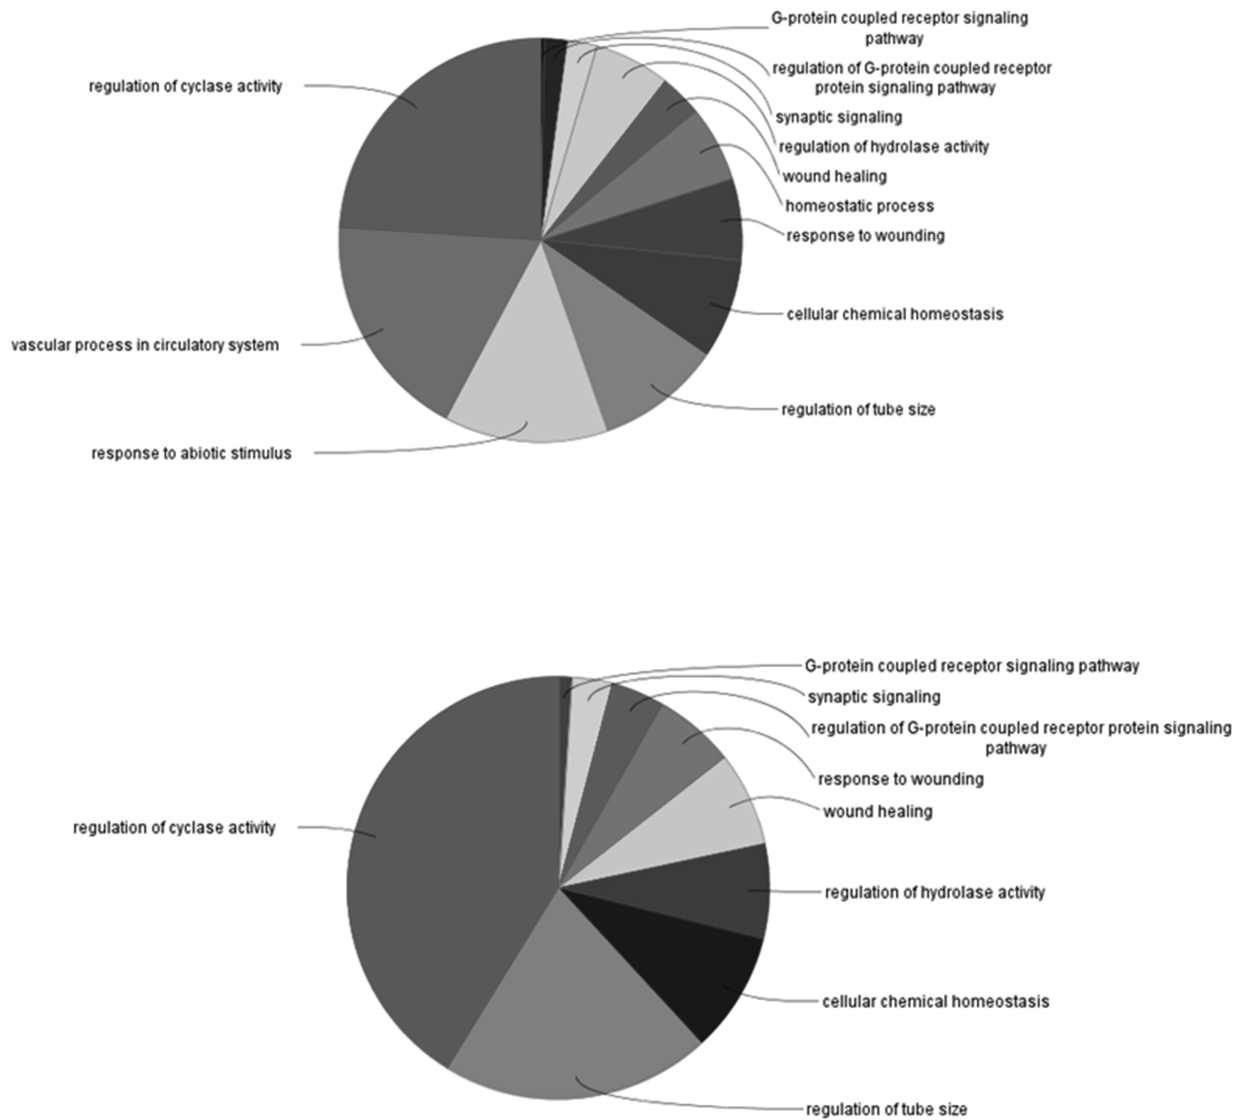 G-protein coupled receptor signaling
pathway
regulation of G-protein coupled receptor
protein signaling pathway
regulation of cyclase activity
synaptic signaling
regulation of hydrolase activity
wound healing
homeostatic process
response to wounding
cellular chemical homeostasis
vascular process in circulatory system
regulation of tube size
response to abiotic stimulus
G-protein coupled receptor signaling pathway
synaptic signaling
regulation of G-protein coupled receptor protein signaling
pathway
response to wounding
wound healing
regulation of cyclase activity
regulation of hydrolase activity
cellular chemical homeostasis
regulation of tube size